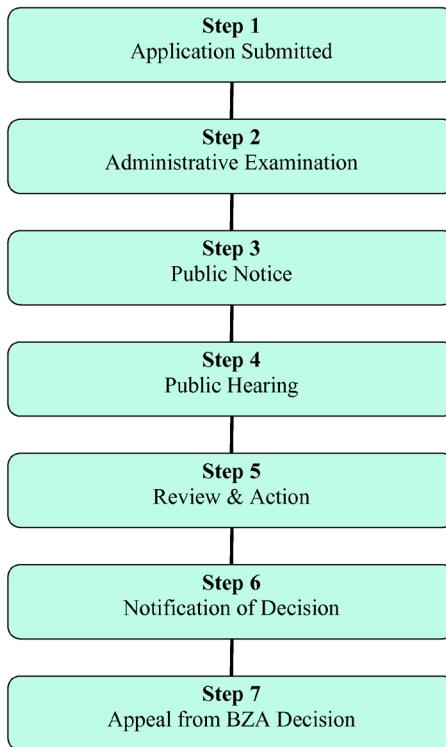 Step 1
Application Submitted
Step 2
Administrative Examination
Step 3
Public Notice
Step 4
Public Hearing
Step 5
Review & Action
Step 6
Notification of Decision
Step 7
Appeal from BZA Decision